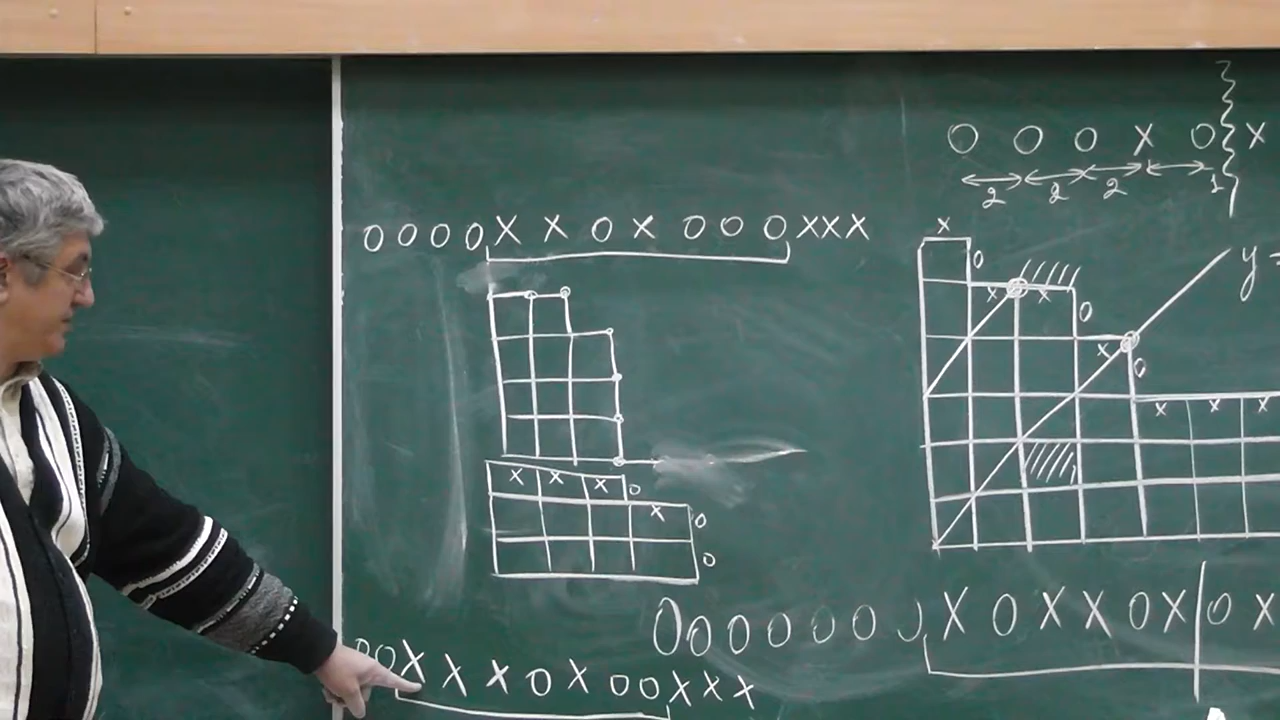 O O O X O X
2 2 2 1
O O O O X X O X O O O X X X
x O
x x O
x O
y =
x x x
x x x O
x O
O
O O O O O O O X O X X O X O X
O O X X X O X O O X X X